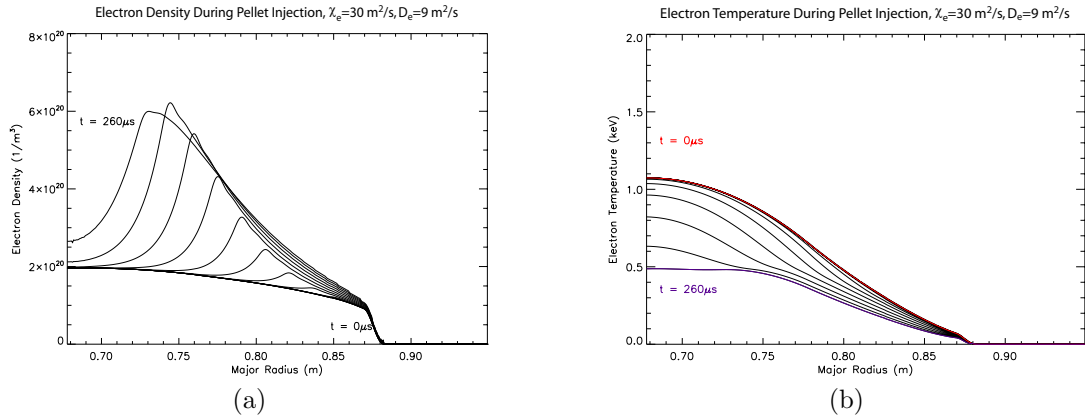 Electron Density During Pellet Injection, χₑ=30 m²/s, Dₑ=9 m²/s
8×10²⁰
6×10²⁰
4×10²⁰
2×10²⁰
0
Electron Density (1/m³)
t = 260μs
t = 0μs
0.70 0.75 0.80 0.85 0.90
Major Radius (m)
(a)
Electron Temperature During Pellet Injection, χₑ=30 m²/s, Dₑ=9 m²/s
2.0
1.5
1.0
0.5
0.0
Electron Temperature (keV)
t = 0μs
t = 260μs
0.70 0.75 0.80 0.85 0.90
Major Radius (m)
(b)